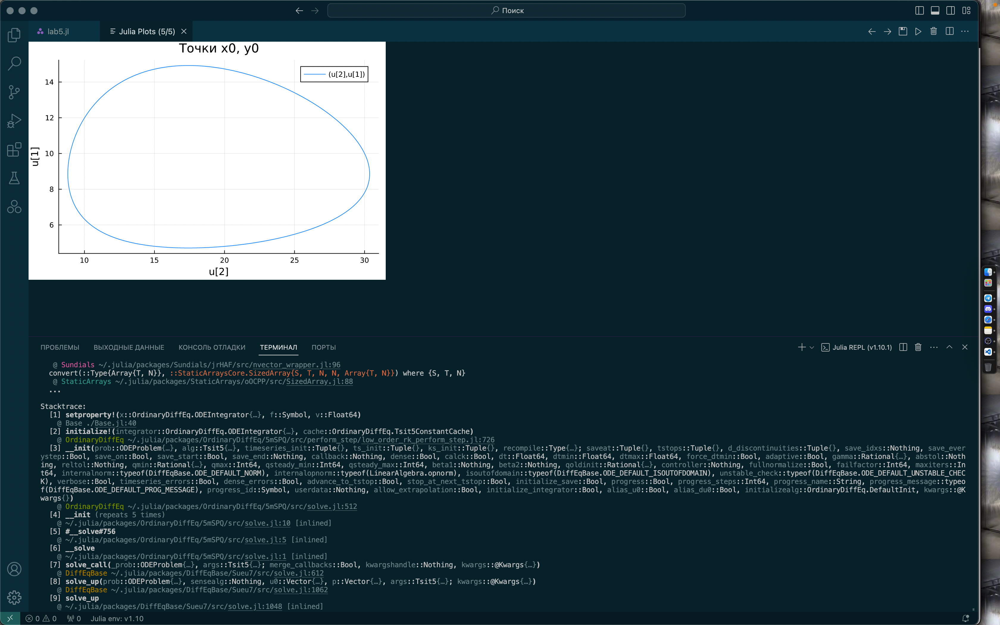 Поиск
lab5.jl
Julia Plots (5/5)
Точки x0, y0
(u[2],u[1])
14
12
10
8
6
u[1]
10 15 20 25 30
u[2]
ПРОБЛЕМЫ ВЫХОДНЫЕ ДАННЫЕ КОНСОЛЬ ОТЛАДКИ ТЕРМИНАЛ ПОРТЫ
Julia REPL (v1.10.1)
@ Sundials ~/.julia/packages/Sundials/jrHAF/src/nvector_wrapper.jl:96
convert(::Type{Array{T, N}}, ::StaticArraysCore.SizedArray{S, T, N, N, Array{T, N}}) where {S, T, N}
@ StaticArrays ~/.julia/packages/StaticArrays/oOCPP/src/SizedArray.jl:88
...
Stacktrace:
[1] setproperty!(x::OrdinaryDiffEq.ODEIntegrator{…}, f::Symbol, v::Float64)
@ Base ./Base.jl:40
[2] initialize!(integrator::OrdinaryDiffEq.ODEIntegrator{…}, cache::OrdinaryDiffEq.Tsit5ConstantCache)
@ OrdinaryDiffEq ~/.julia/packages/OrdinaryDiffEq/5mSPQ/src/perform_step/low_order_rk_perform_step.jl:726
[3] __init(prob::ODEProblem{…}, alg::Tsit5{…}, timeseries_init::Tuple{}, ts_init::Tuple{}, ks_init::Tuple{}, recompile::Type{…}; saveat::Tuple{}, tstops::Tuple{}, d_discontinuities::Tuple{}, save_idxs::Nothing, save_ever
ystep::Bool, save_on::Bool, save_start::Bool, save_end::Nothing, callback::Nothing, dense::Bool, calck::Bool, dt::Float64, dtmin::Float64, dtmax::Float64, force_dtmin::Bool, adaptive::Bool, gamma::Rational{…}, abstol::Noth
ing, reltol::Nothing, qmin::Rational{…}, qmax::Int64, qsteady_min::Int64, qsteady_max::Int64, beta1::Nothing, beta2::Nothing, qoldinit::Rational{…}, controller::Nothing, fullnormalize::Bool, failfactor::Int64, maxiters::In
t64, internalnorm::typeof(DiffEqBase.ODE_DEFAULT_NORM), internalopnorm::typeof(LinearAlgebra.opnorm), isoutofdomain::typeof(DiffEqBase.ODE_DEFAULT_ISOUTOFDOMAIN), unstable_check::typeof(DiffEqBase.ODE_DEFAULT_UNSTABLE_CHEC
K), verbose::Bool, timeseries_errors::Bool, dense_errors::Bool, advance_to_tstop::Bool, stop_at_next_tstop::Bool, initialize_save::Bool, progress::Bool, progress_steps::Int64, progress_name::String, progress_message::typeo
f(DiffEqBase.ODE_DEFAULT_PROG_MESSAGE), progress_id::Symbol, userdata::Nothing, allow_extrapolation::Bool, initialize_integrator::Bool, alias_u0::Bool, alias_du0::Bool, initializealg::OrdinaryDiffEq.DefaultInit, kwargs::@K
wargs{})
@ OrdinaryDiffEq ~/.julia/packages/OrdinaryDiffEq/5mSPQ/src/solve.jl:512
[4] __init (repeats 5 times)
@ ~/.julia/packages/OrdinaryDiffEq/5mSPQ/src/solve.jl:10 [inlined]
[5] #__solve#756
@ ~/.julia/packages/OrdinaryDiffEq/5mSPQ/src/solve.jl:5 [inlined]
[6] __solve
@ ~/.julia/packages/OrdinaryDiffEq/5mSPQ/src/solve.jl:1 [inlined]
[7] solve_call(_prob::ODEProblem{…}, args::Tsit5{…}; merge_callbacks::Bool, kwargshandle::Nothing, kwargs::@Kwargs{…})
@ DiffEqBase ~/.julia/packages/DiffEqBase/Sueu7/src/solve.jl:612
[8] solve_up(prob::ODEProblem{…}, sensealg::Nothing, u0::Vector{…}, p::Vector{…}, args::Tsit5{…}; kwargs::@Kwargs{…})
@ DiffEqBase ~/.julia/packages/DiffEqBase/Sueu7/src/solve.jl:1062
[9] solve_up
@ ~/.julia/packages/DiffEqBase/Sueu7/src/solve.jl:1048 [inlined]
0 0 0 Julia env: v1.10